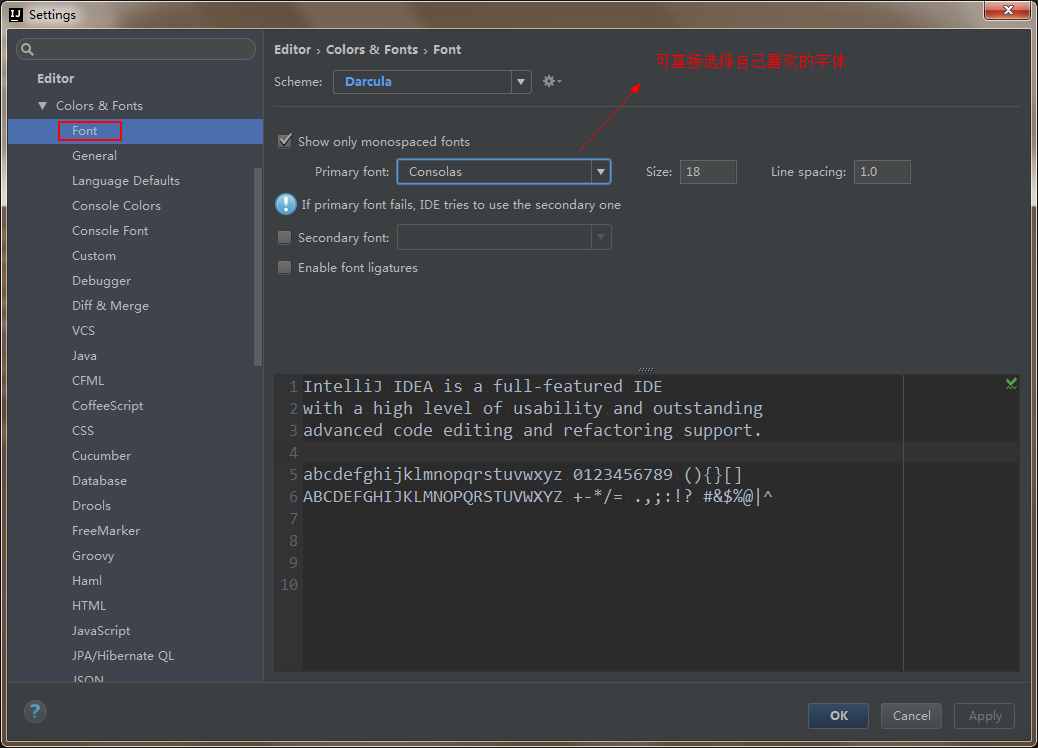 Settings
Editor
Colors & Fonts
Font
General
Language Defaults
Console Colors
Console Font
Custom
Debugger
Diff & Merge
VCS
Java
CFML
CoffeeScript
CSS
Cucumber
Database
Drools
FreeMarker
Groovy
Haml
HTML
JavaScript
JPA/Hibernate QL
JSON
Editor › Colors & Fonts › Font
可直接选择自己喜欢的字体
Scheme: Darcula
Show only monospaced fonts
Primary font: Consolas Size: 18 Line spacing: 1.0
If primary font fails, IDE tries to use the secondary one
Secondary font:
Enable font ligatures
1 IntelliJ IDEA is a full-featured IDE
2 with a high level of usability and outstanding
3 advanced code editing and refactoring support.
4
5 abcdefghijklmnopqrstuvwxyz 0123456789 (){}[]
6 ABCDEFGHIJKLMNOPQRSTUVWXYZ +-*/= .,;:!? #&$%@|^
7
8
9
10
? OK Cancel Apply